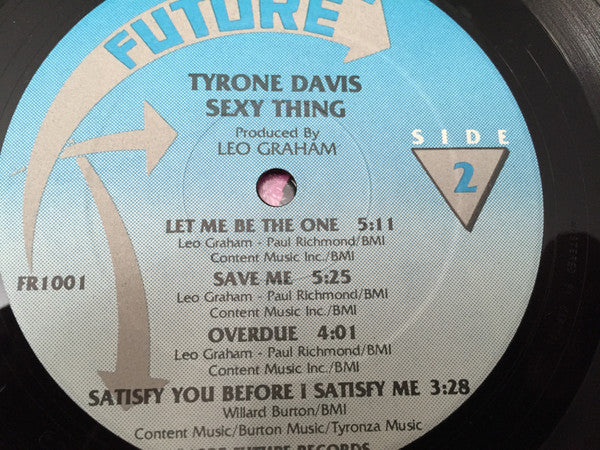 FUTURE
TYRONE DAVIS
SEXY THING
Produced By
LEO GRAHAM
SIDE
2
LET ME BE THE ONE 5:11
Leo Graham - Paul Richmond/BMI
Content Music Inc./BMI
FR1001
SAVE ME 5:25
Leo Graham - Paul Richmond/BMI
Content Music Inc./BMI
OVERDUE 4:01
Leo Graham - Paul Richmond/BMI
Content Music Inc./BMI
SATISFY YOU BEFORE I SATISFY ME 3:28
Willard Burton/BMI
Content Music/Burton Music/Tyronza Music
FUTURE RECORDS